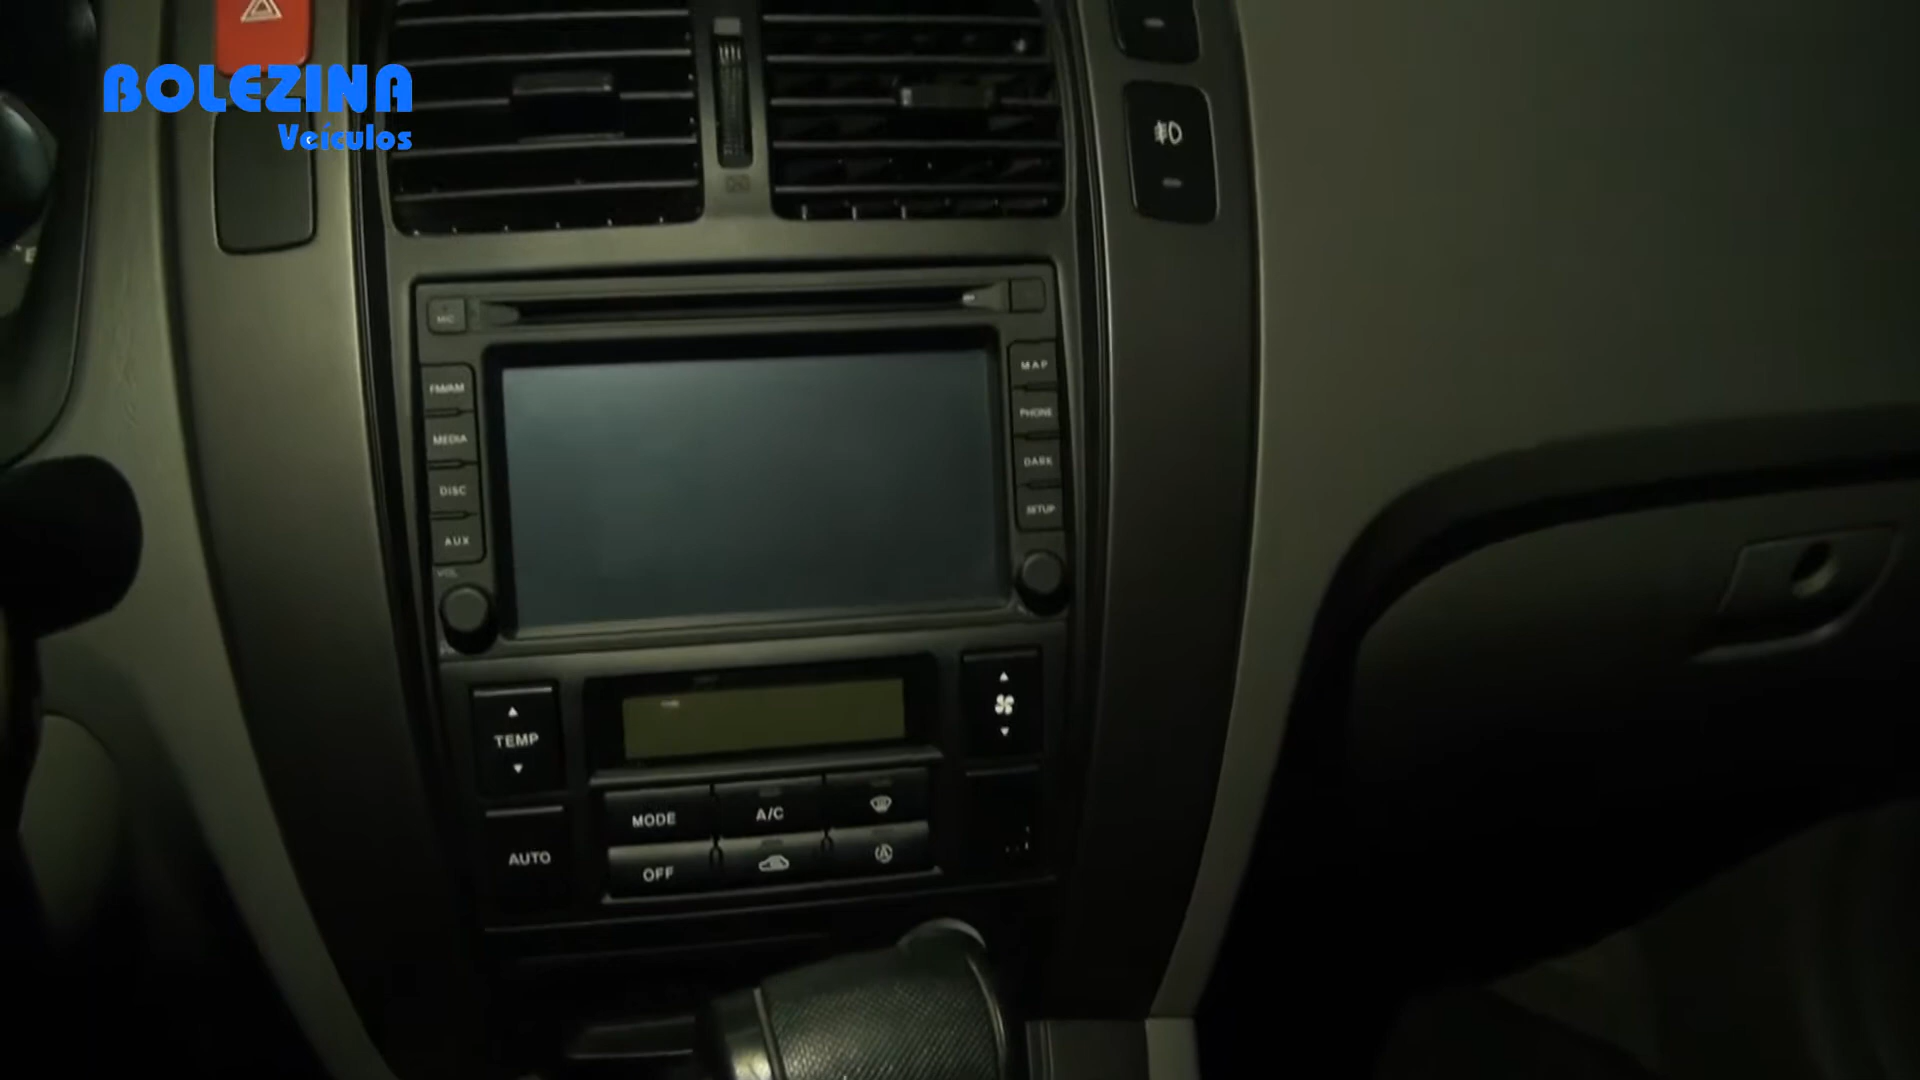 BOLEZINA
Veículos
MIC
FM/AM
MEDIA
DISC
AUX
VOL
MAP
PHONE
DARK
SETUP
TEMP
AUTO
MODE
A/C
OFF